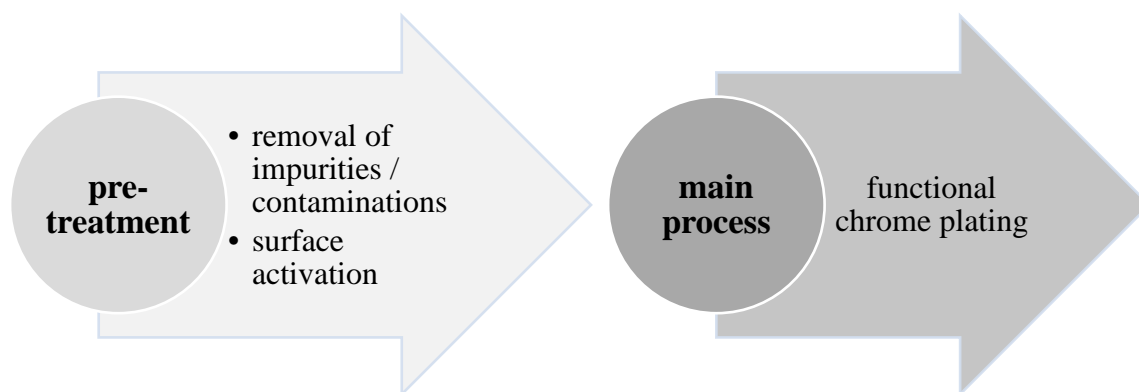 pre-
treatment
• removal of
impurities /
contaminations
• surface
activation
main
process
functional
chrome plating